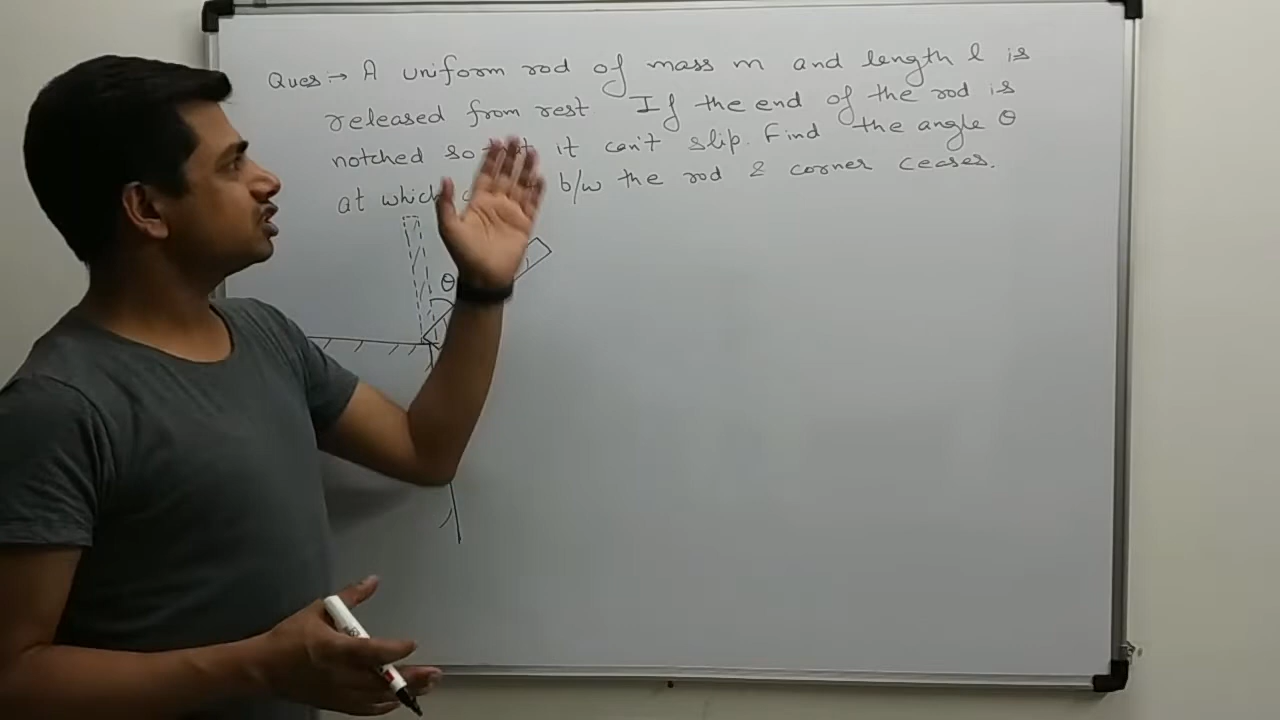 Ques:→ A uniform rod of mass m and length l is
released from rest. If the end of the rod is
notched so that it can't slip. Find the angle θ
at which b/w the rod & corner ceases.
θ